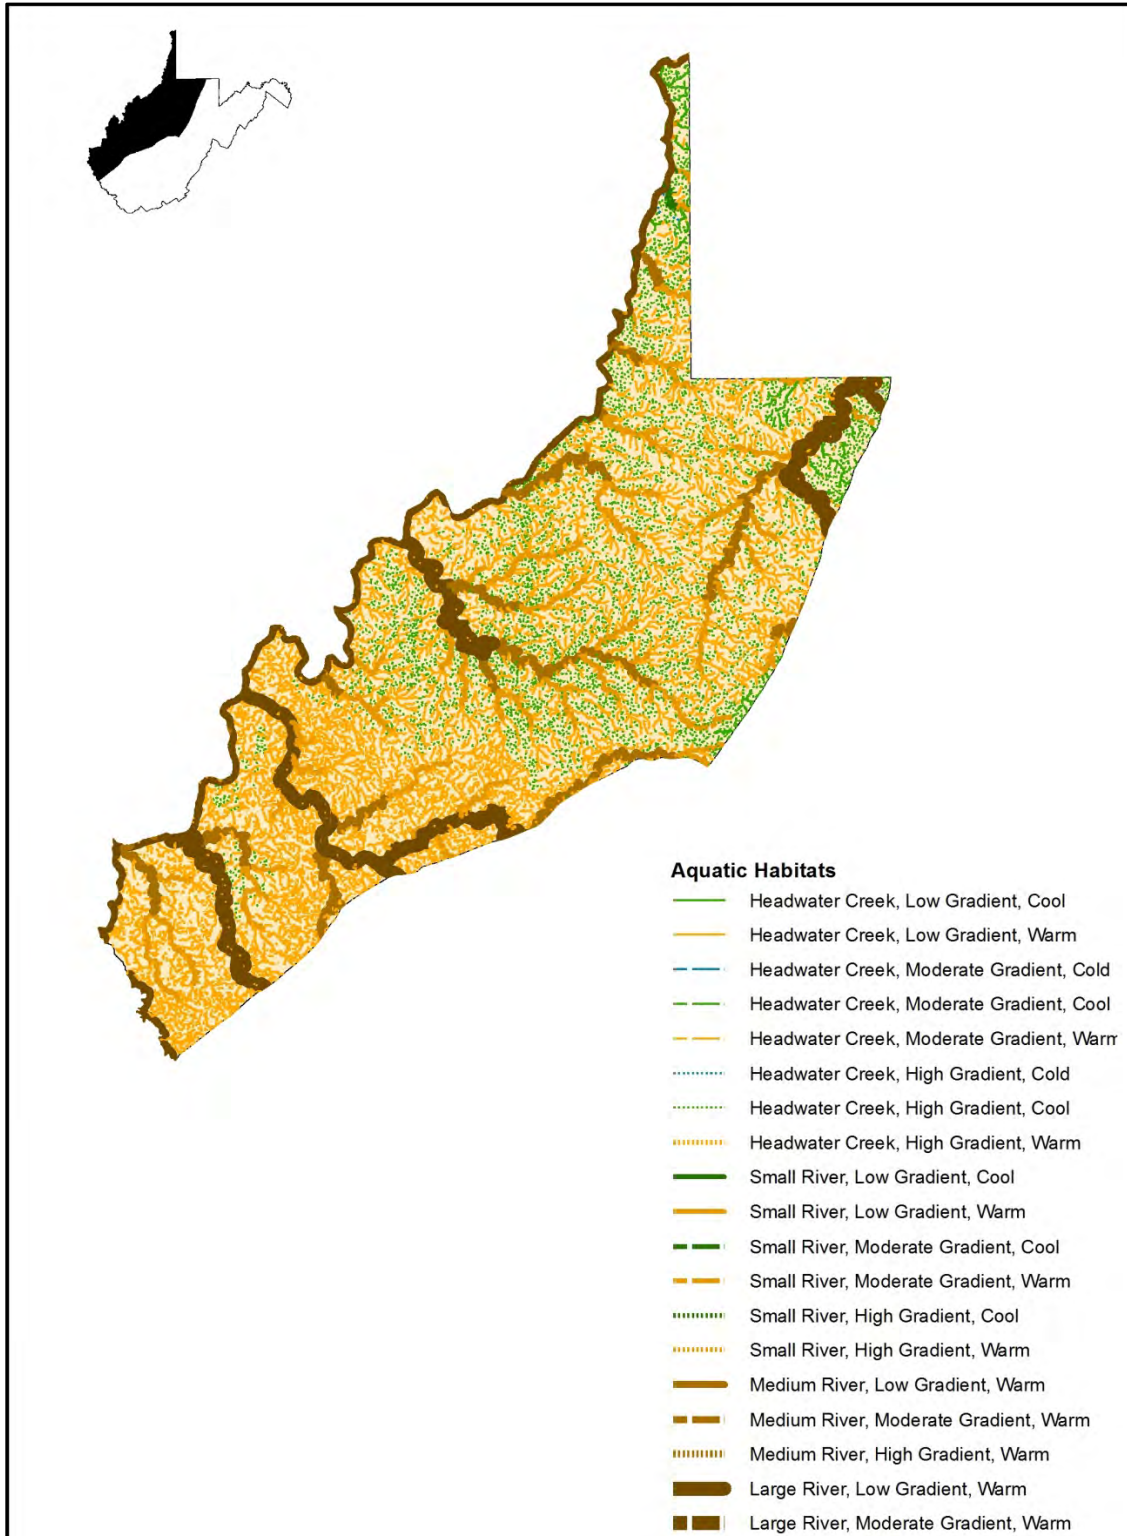 Aquatic Habitats
Headwater Creek, Low Gradient, Cool
Headwater Creek, Low Gradient, Warm
Headwater Creek, Moderate Gradient, Cold
Headwater Creek, Moderate Gradient, Cool
Headwater Creek, Moderate Gradient, Warm
Headwater Creek, High Gradient, Cold
Headwater Creek, High Gradient, Cool
Headwater Creek, High Gradient, Warm
Small River, Low Gradient, Cool
Small River, Low Gradient, Warm
Small River, Moderate Gradient, Cool
Small River, Moderate Gradient, Warm
Small River, High Gradient, Cool
Small River, High Gradient, Warm
Medium River, Low Gradient, Warm
Medium River, Moderate Gradient, Warm
Medium River, High Gradient, Warm
Large River, Low Gradient, Warm
Large River, Moderate Gradient, Warm